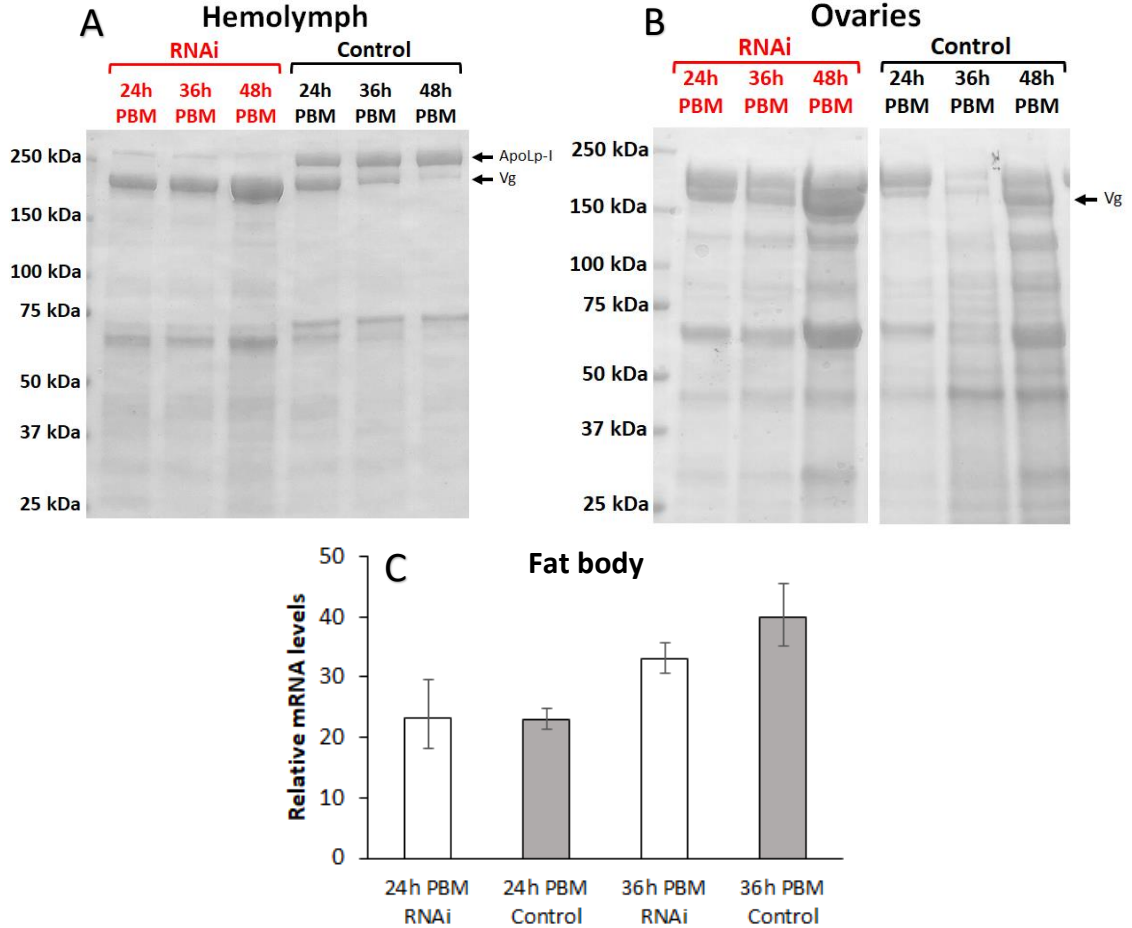 A
Hemolymph
RNAi
Control
24h 36h 48h 24h 36h 48h
PBM PBM PBM PBM PBM PBM
250 kDa
ApoLp-I
Vg
150 kDa
100 kDa
75 kDa
50 kDa
37 kDa
25 kDa
B
Ovaries
RNAi
Control
24h 36h 48h 24h 36h 48h
PBM PBM PBM PBM PBM PBM
250 kDa
150 kDa
Vg
100 kDa
75 kDa
50 kDa
37 kDa
25 kDa
C
Fat body
Relative mRNA levels
50
40
30
20
10
0
24h PBM 24h PBM 36h PBM 36h PBM
RNAi Control RNAi Control